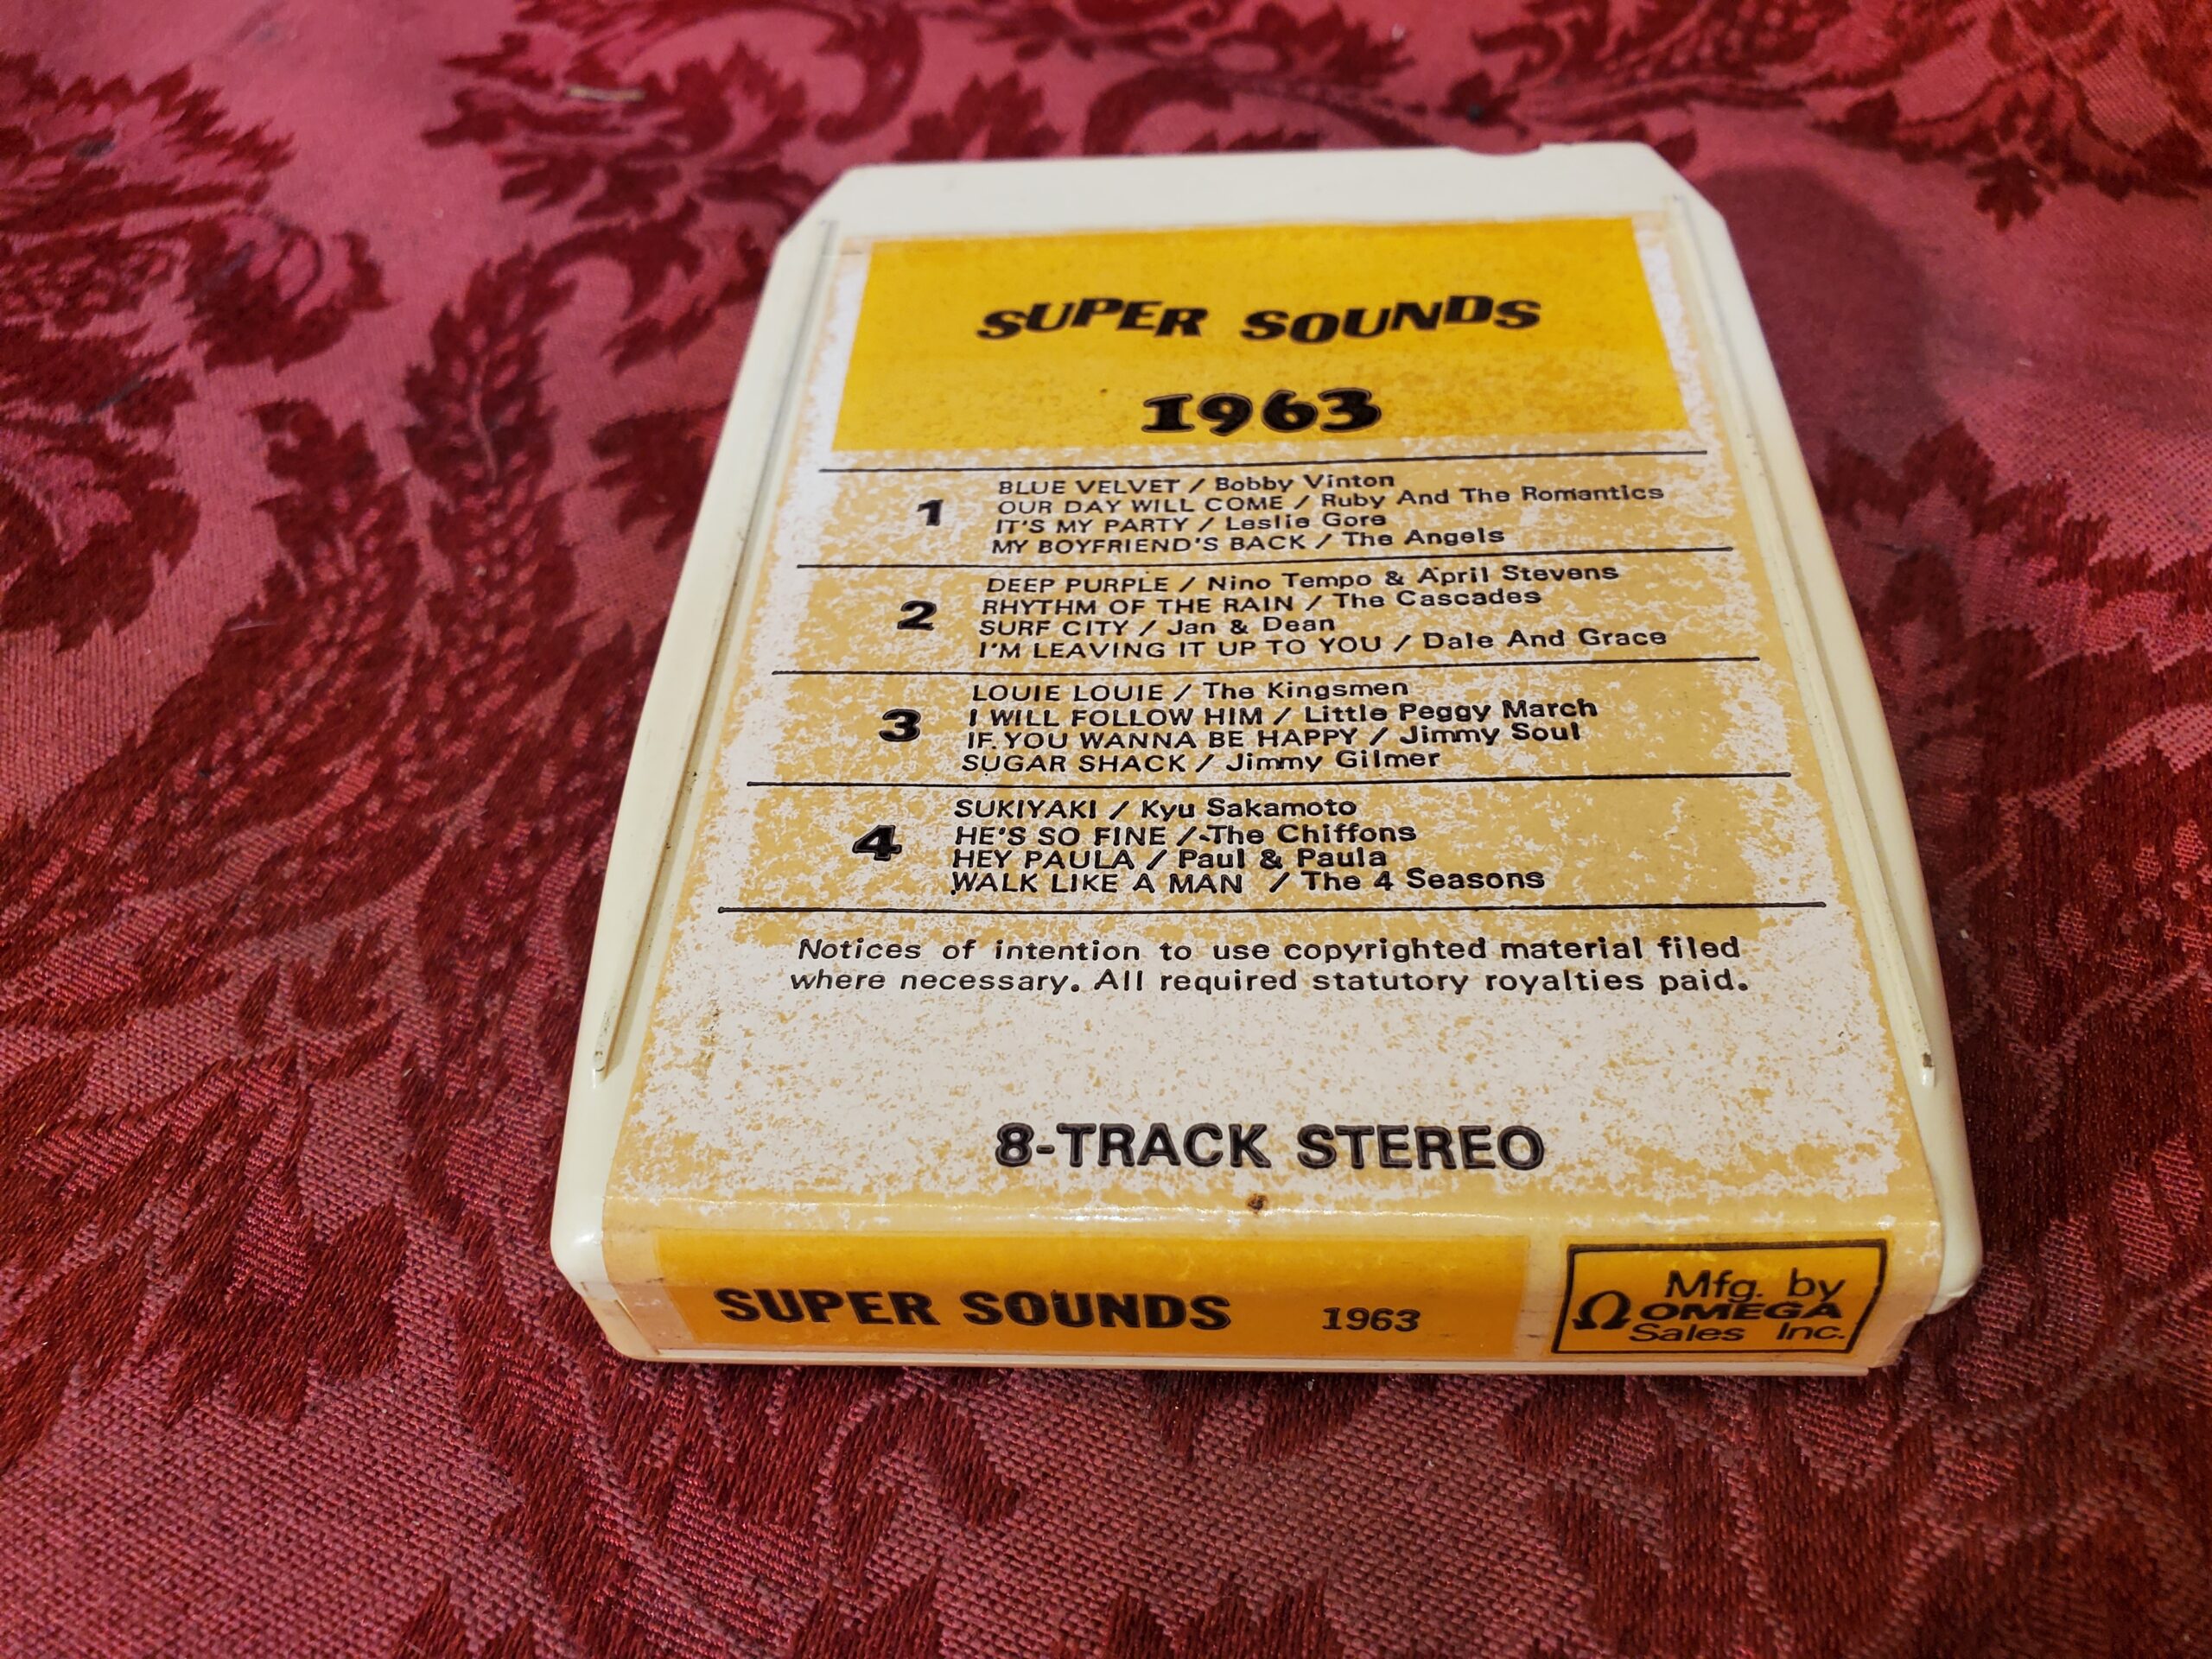 SUPER SOUNDS
1963
1
BLUE VELVET / Bobby Vinton
OUR DAY WILL COME / Ruby And The Romantics
IT'S MY PARTY / Leslie Gore
MY BOYFRIEND'S BACK / The Angels
2
DEEP PURPLE / Nino Tempo & April Stevens
RHYTHM OF THE RAIN / The Cascades
SURF CITY / Jan & Dean
I'M LEAVING IT UP TO YOU / Dale And Grace
3
LOUIE LOUIE / The Kingsmen
I WILL FOLLOW HIM / Little Peggy March
IF YOU WANNA BE HAPPY / Jimmy Soul
SUGAR SHACK / Jimmy Gilmer
4
SUKIYAKI / Kyu Sakamoto
HE'S SO FINE / The Chiffons
HEY PAULA / Paul & Paula
WALK LIKE A MAN / The 4 Seasons
Notices of intention to use copyrighted material filed
where necessary. All required statutory royalties paid.
8-TRACK STEREO
SUPER SOUNDS 1963
Mfg. by
Ω OMEGA
Sales Inc.